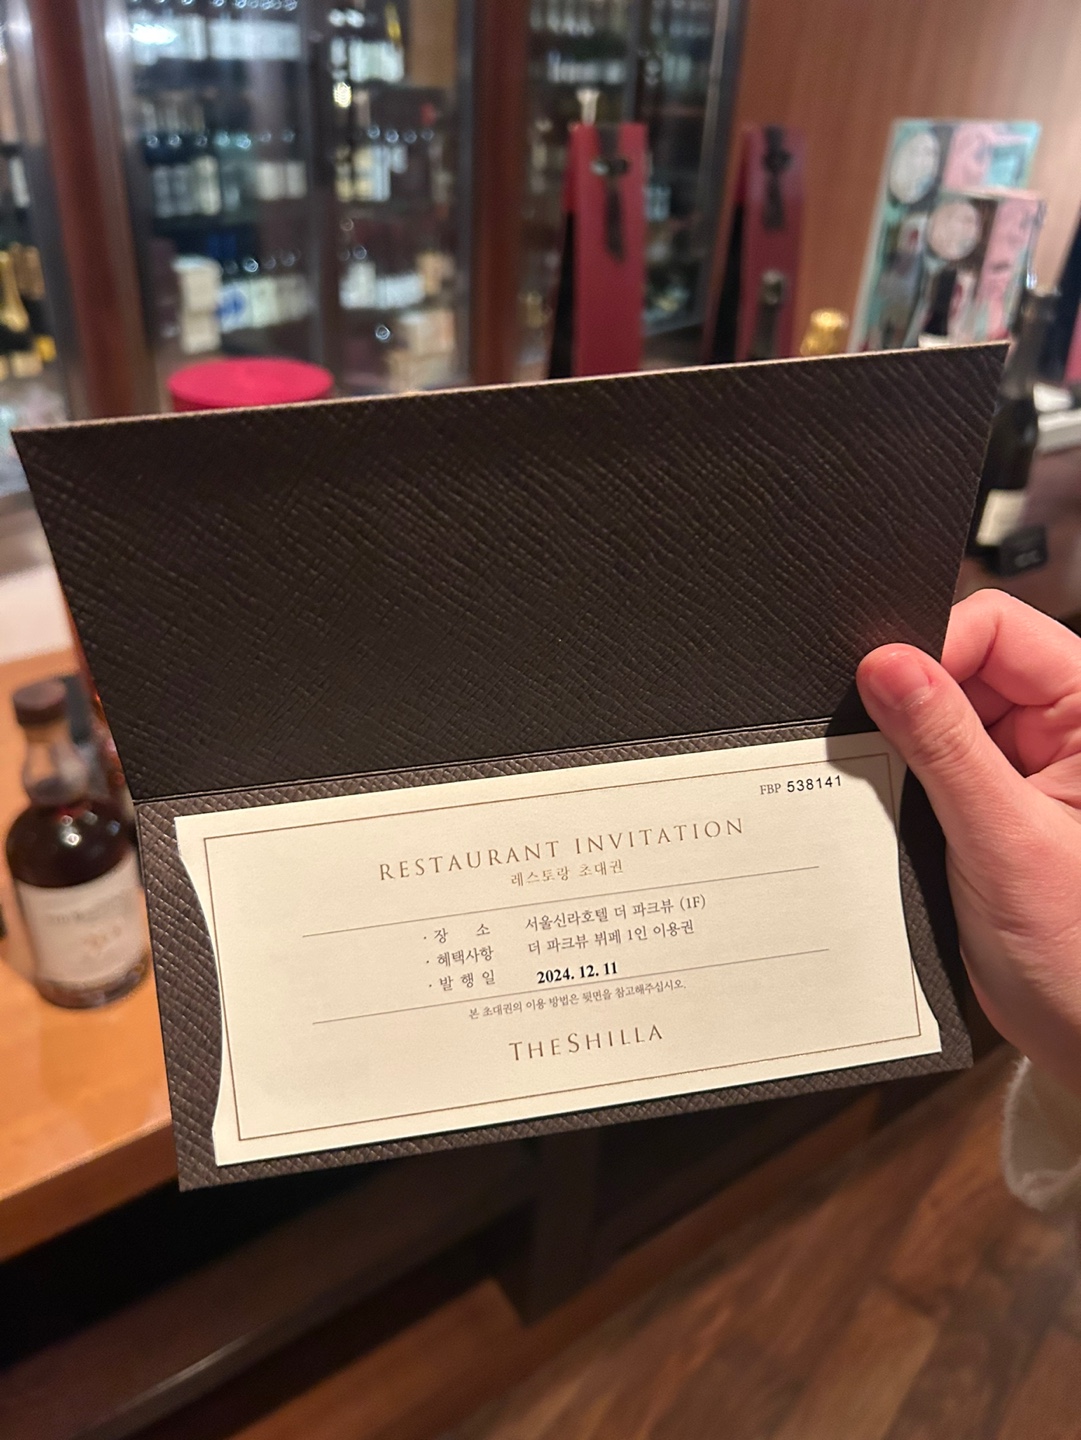 FBP 538141
RESTAURANT INVITATION
레스토랑 초대권
· 장 소 서울신라호텔 더 파크뷰 (1F)
· 혜택사항 더 파크뷰 뷔페 1인 이용권
· 발 행 일 2024. 12. 11
본 초대권의 이용 방법은 뒷면을 참고해주십시오.
THE SHILLA